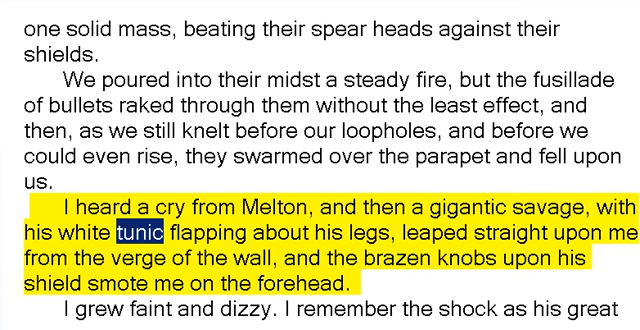 one solid mass, beating their spear heads against their
shields.
We poured into their midst a steady fire, but the fusillade
of bullets raked through them without the least effect, and
then, as we still knelt before our loopholes, and before we
could even rise, they swarmed over the parapet and fell upon
us.
I heard a cry from Melton, and then a gigantic savage, with
his white tunic flapping about his legs, leaped straight upon me
from the verge of the wall, and the brazen knobs upon his
shield smote me on the forehead.
I grew faint and dizzy. I remember the shock as his great